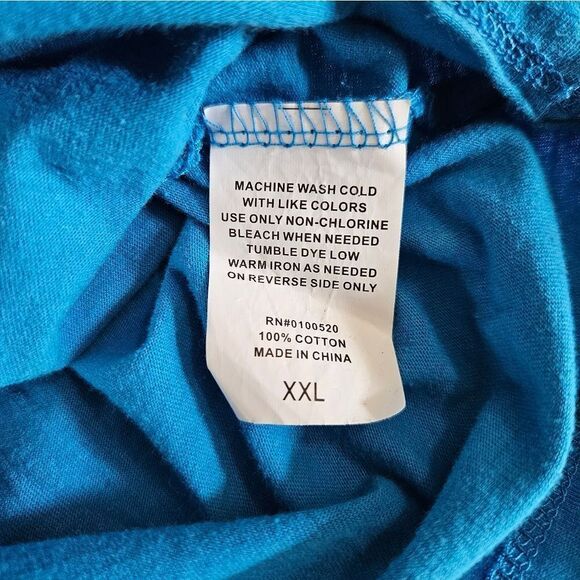 MACHINE WASH COLD
WITH LIKE COLORS
USE ONLY NON-CHLORINE
BLEACH WHEN NEEDED
TUMBLE DYE LOW
WARM IRON AS NEEDED
ON REVERSE SIDE ONLY
RN#0100520
100% COTTON
MADE IN CHINA
XXL